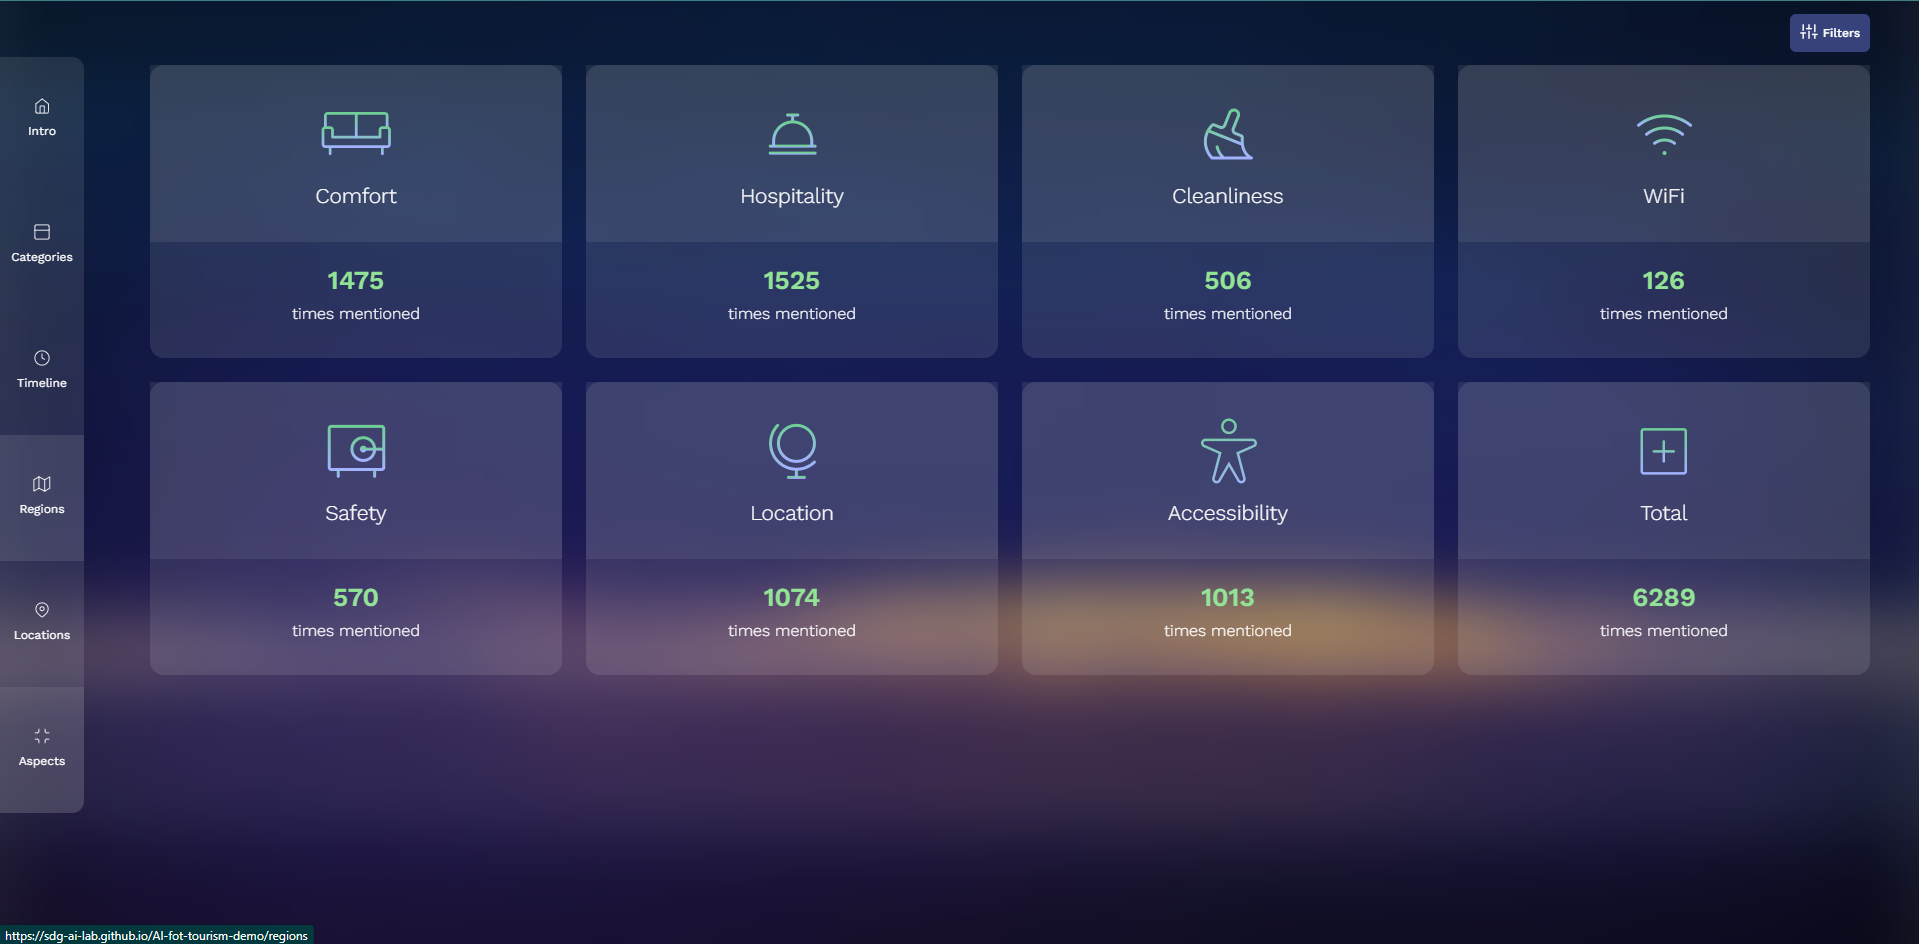 Filters
Intro
Categories
Timeline
Regions
Locations
Aspects
Comfort
1475
times mentioned
Hospitality
1525
times mentioned
Cleanliness
506
times mentioned
WiFi
126
times mentioned
Safety
570
times mentioned
Location
1074
times mentioned
Accessibility
1013
times mentioned
Total
6289
times mentioned
https://sdg-ai-lab.github.io/AI-fot-tourism-demo/regions